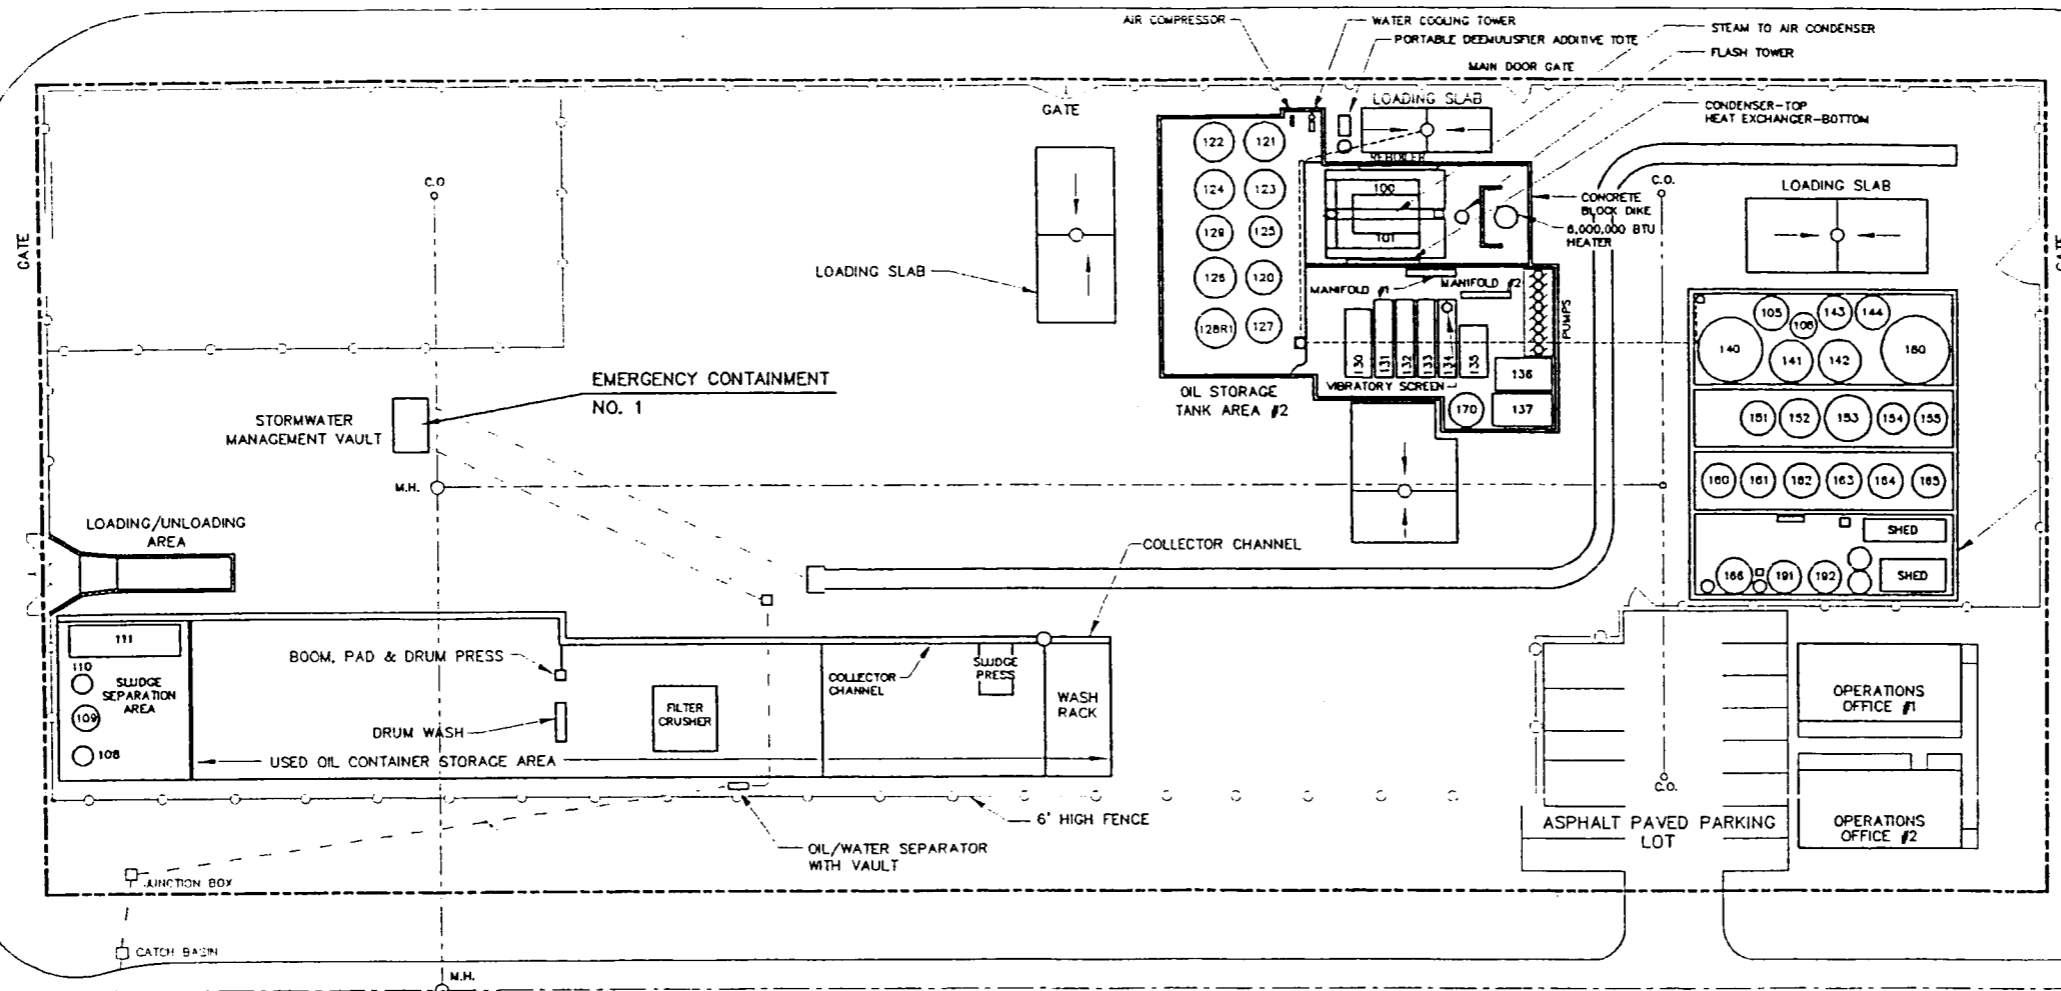 AIR COMPRESSOR
WATER COOLING TOWER
PORTABLE DEEMULISFIER ADDITIVE TOTE
STEAM TO AIR CONDENSER
FLASH TOWER
MAIN DOOR GATE
CONDENSER-TOP
HEAT EXCHANGER-BOTTOM
GATE
LOADING SLAB
REBOILER
122
121
124
123
129
125
126
120
128R1
127
100
101
CONCRETE
BLOCK DIKE
6,000,000 BTU
HEATER
C.O.
C.O.
LOADING SLAB
GATE
GATE
LOADING SLAB
MANIFOLD #1
MANIFOLD #2
PUMPS
130
131
132
133
134
135
136
137
170
VIBRATORY SCREEN
OIL STORAGE
TANK AREA #2
105
106
143
144
140
141
142
180
151
152
153
154
155
160
161
162
163
164
165
SHED
SHED
166
191
192
EMERGENCY CONTAINMENT
NO. 1
STORMWATER
MANAGEMENT VAULT
M.H.
LOADING/UNLOADING
AREA
COLLECTOR CHANNEL
111
110
SLUDGE
SEPARATION
AREA
109
108
BOOM, PAD & DRUM PRESS
DRUM WASH
FILTER
CRUSHER
COLLECTOR
CHANNEL
SLUDGE
PRESS
WASH
RACK
USED OIL CONTAINER STORAGE AREA
6' HIGH FENCE
OIL/WATER SEPARATOR
WITH VAULT
JUNCTION BOX
CATCH BASIN
M.H.
C.O.
ASPHALT PAVED PARKING
LOT
OPERATIONS
OFFICE #1
OPERATIONS
OFFICE #2